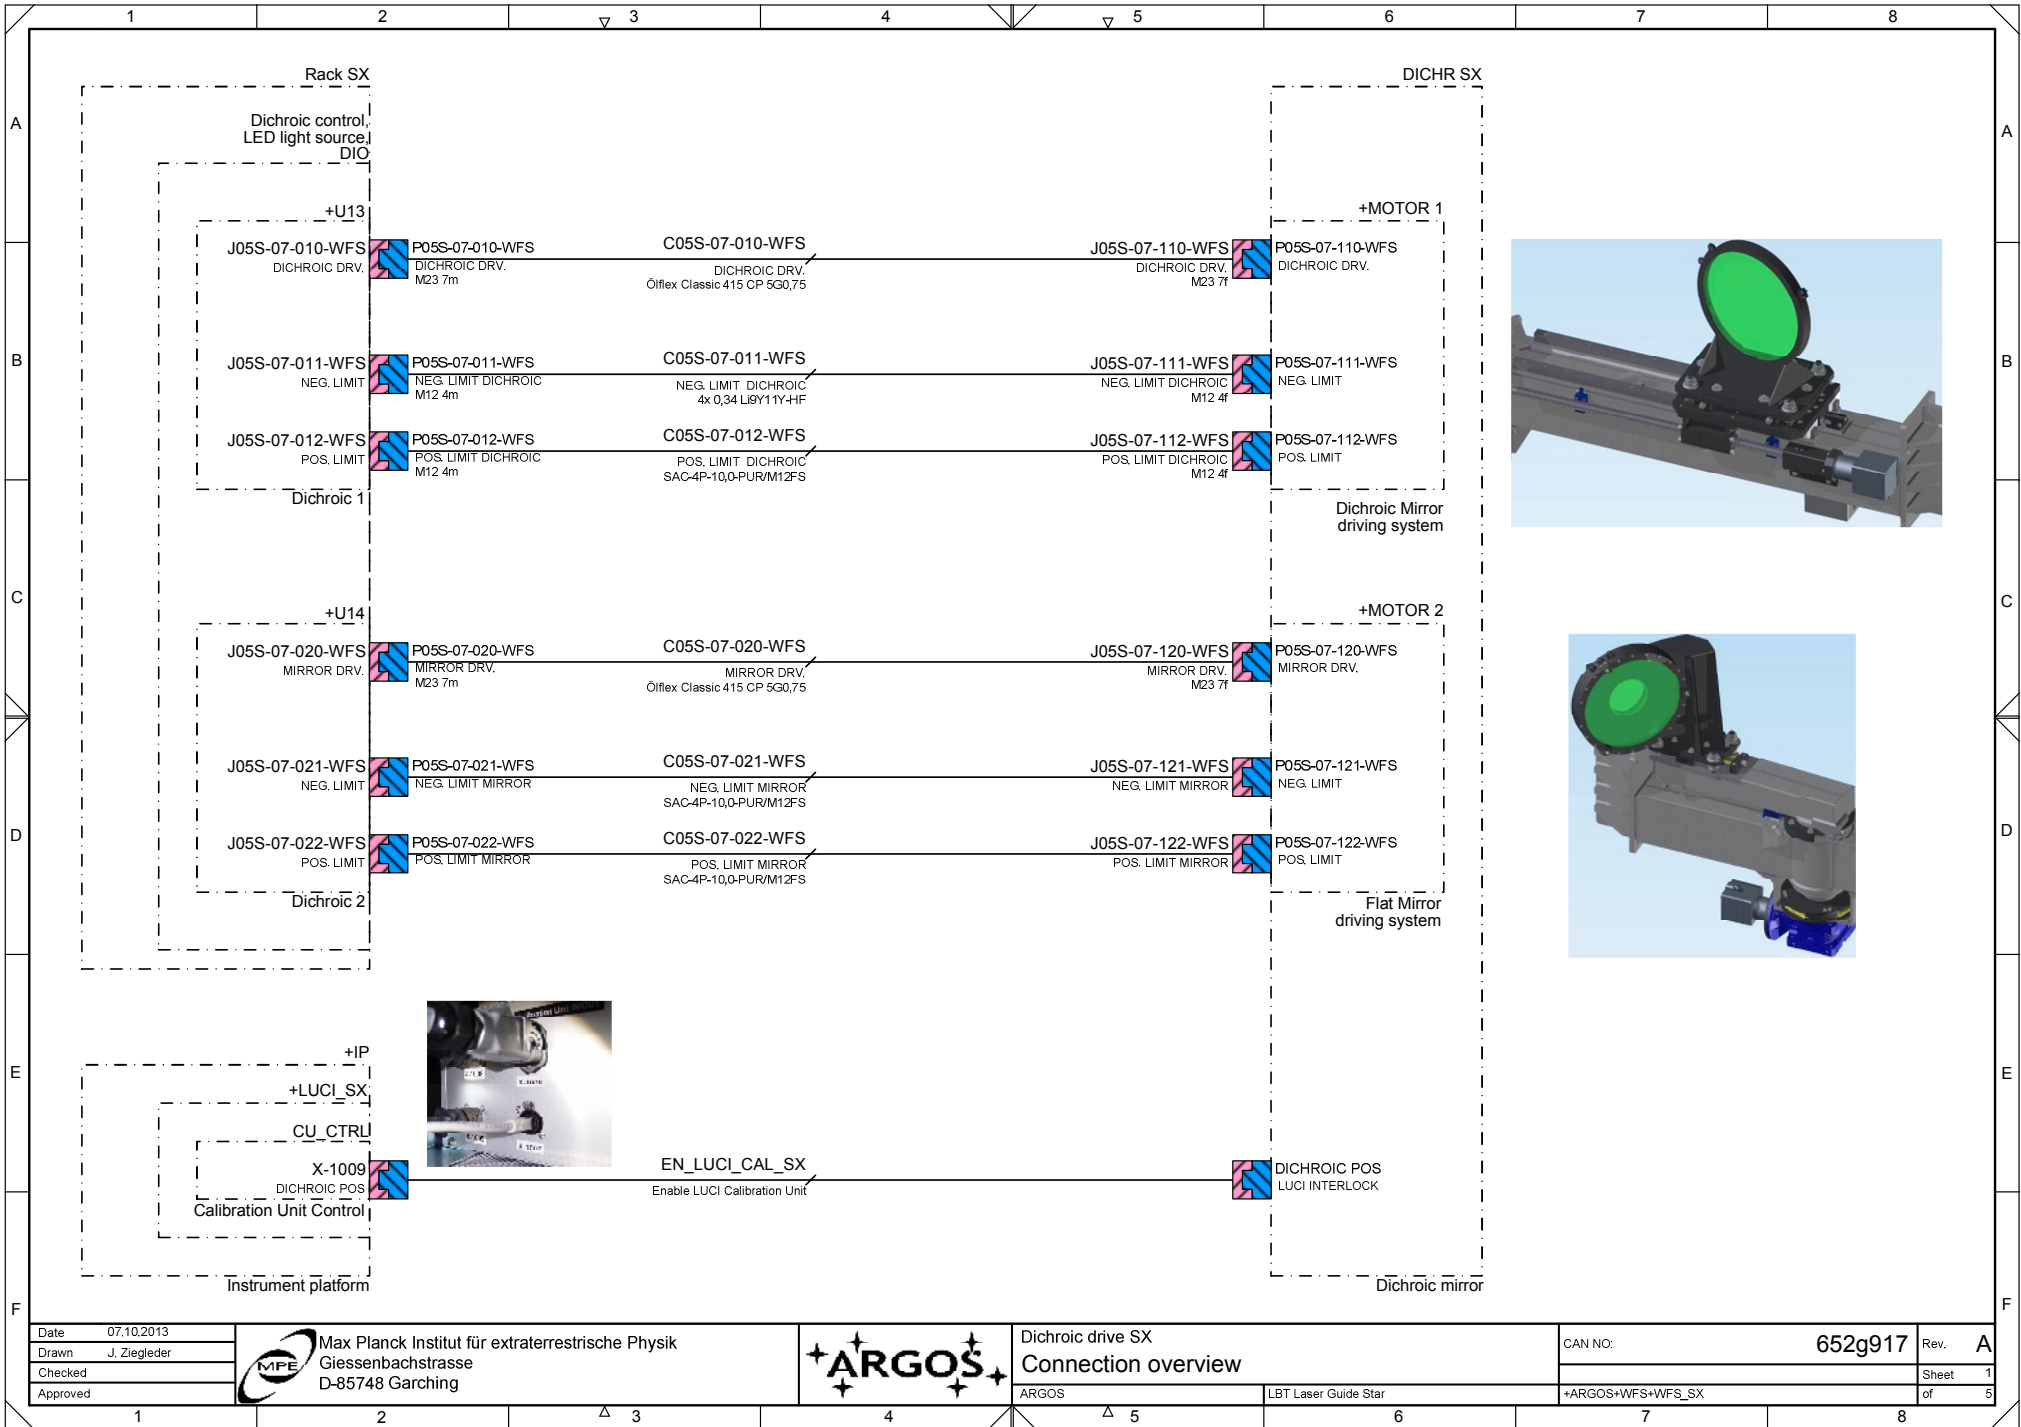 1 2 3 4 5 6 7 8
A
B
C
D
E
F
A
B
C
D
E
F
Rack SX
Dichroic control,
LED light source,
DIO
+U13
J05S-07-010-WFS
DICHROIC DRV.
P05S-07-010-WFS
DICHROIC DRV.
M23 7m
C05S-07-010-WFS
DICHROIC DRV.
Ölflex Classic 415 CP 5G0,75
J05S-07-110-WFS
DICHROIC DRV.
M23 7f
P05S-07-110-WFS
DICHROIC DRV.
J05S-07-011-WFS
NEG. LIMIT
P05S-07-011-WFS
NEG. LIMIT DICHROIC
M12 4m
C05S-07-011-WFS
NEG. LIMIT DICHROIC
4x 0,34 Li9Y11Y-HF
J05S-07-111-WFS
NEG. LIMIT DICHROIC
M12 4f
P05S-07-111-WFS
NEG. LIMIT
J05S-07-012-WFS
POS. LIMIT
P05S-07-012-WFS
POS. LIMIT DICHROIC
M12 4m
C05S-07-012-WFS
POS. LIMIT DICHROIC
SAC-4P-10,0-PUR/M12FS
J05S-07-112-WFS
POS. LIMIT DICHROIC
M12 4f
P05S-07-112-WFS
POS. LIMIT
Dichroic 1
DICHR SX
+MOTOR 1
Dichroic Mirror
driving system
+U14
J05S-07-020-WFS
MIRROR DRV.
P05S-07-020-WFS
MIRROR DRV.
M23 7m
C05S-07-020-WFS
MIRROR DRV.
Ölflex Classic 415 CP 5G0,75
J05S-07-120-WFS
MIRROR DRV.
M23 7f
P05S-07-120-WFS
MIRROR DRV.
J05S-07-021-WFS
NEG. LIMIT
P05S-07-021-WFS
NEG. LIMIT MIRROR
C05S-07-021-WFS
NEG. LIMIT MIRROR
SAC-4P-10,0-PUR/M12FS
J05S-07-121-WFS
NEG. LIMIT MIRROR
P05S-07-121-WFS
NEG. LIMIT
J05S-07-022-WFS
POS. LIMIT
P05S-07-022-WFS
POS. LIMIT MIRROR
C05S-07-022-WFS
POS. LIMIT MIRROR
SAC-4P-10,0-PUR/M12FS
J05S-07-122-WFS
POS. LIMIT MIRROR
P05S-07-122-WFS
POS. LIMIT
Dichroic 2
+MOTOR 2
Flat Mirror
driving system
+IP
+LUCI_SX
CU_CTRL
X-1009
DICHROIC POS
Calibration Unit Control
Instrument platform
EN_LUCI_CAL_SX
Enable LUCI Calibration Unit
DICHROIC POS
LUCI INTERLOCK
Dichroic mirror
Date 07.10.2013
Drawn J. Ziegleder
Checked
Approved
MPE
Max Planck Institut für extraterrestrische Physik
Giessenbachstrasse
D-85748 Garching
ARGOS
Dichroic drive SX
Connection overview
ARGOS
LBT Laser Guide Star
CAN NO: 652g917
+ARGOS+WFS+WFS_SX
Rev. A
Sheet 1
of 5
1 2 3 4 5 6 7 8